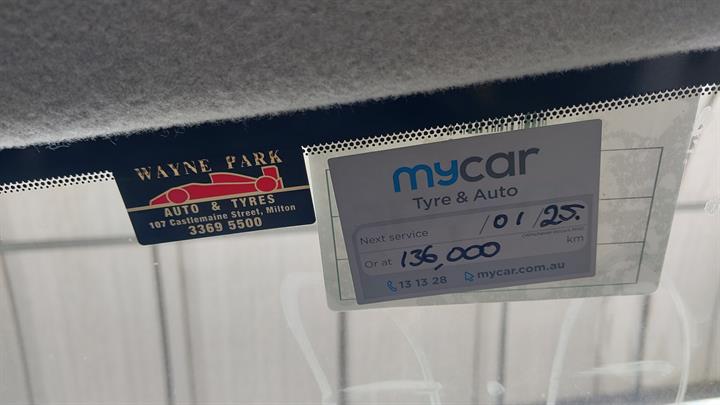 WAYNE PARK
AUTO & TYRES
107 Castlemaine Street, Milton
3369 5500
mycar
Tyre & Auto
Next service /01/25.
Or at 136,000 km
13 13 28 mycar.com.au